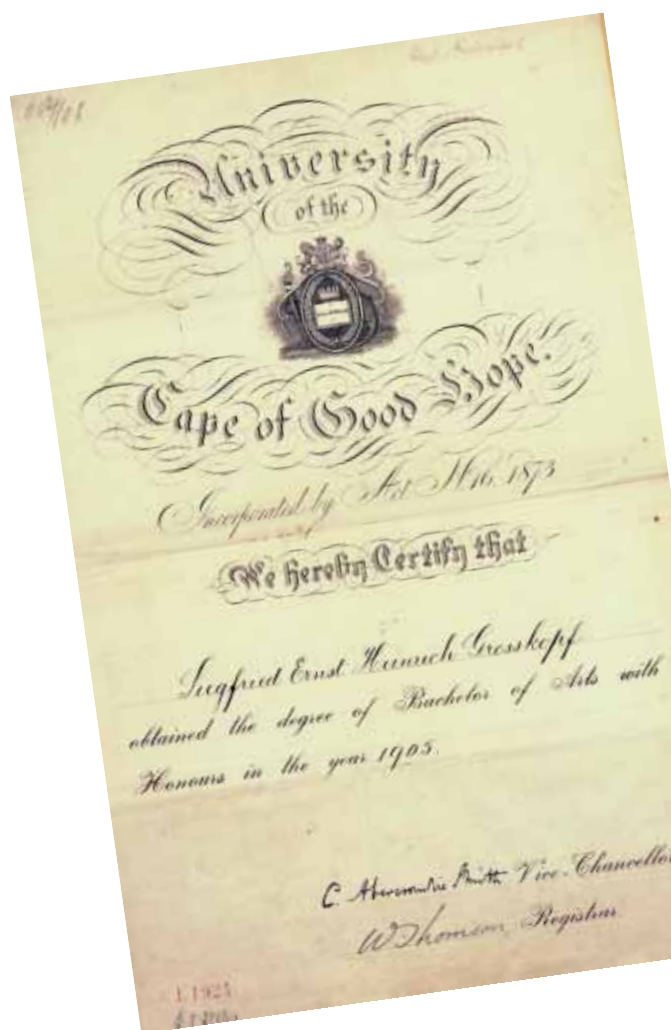 University
of the
Cape of Good Hope.
Incorporated by Act No 16, 1873
We hereby Certify that
Siegfried Ernst Heinrich Grosskopf
obtained the degree of Bachelor of Arts with
Honours in the year 1905.
C. Abercrombie Smith Vice-Chancellor
W Thomson, Registrar
1 1925